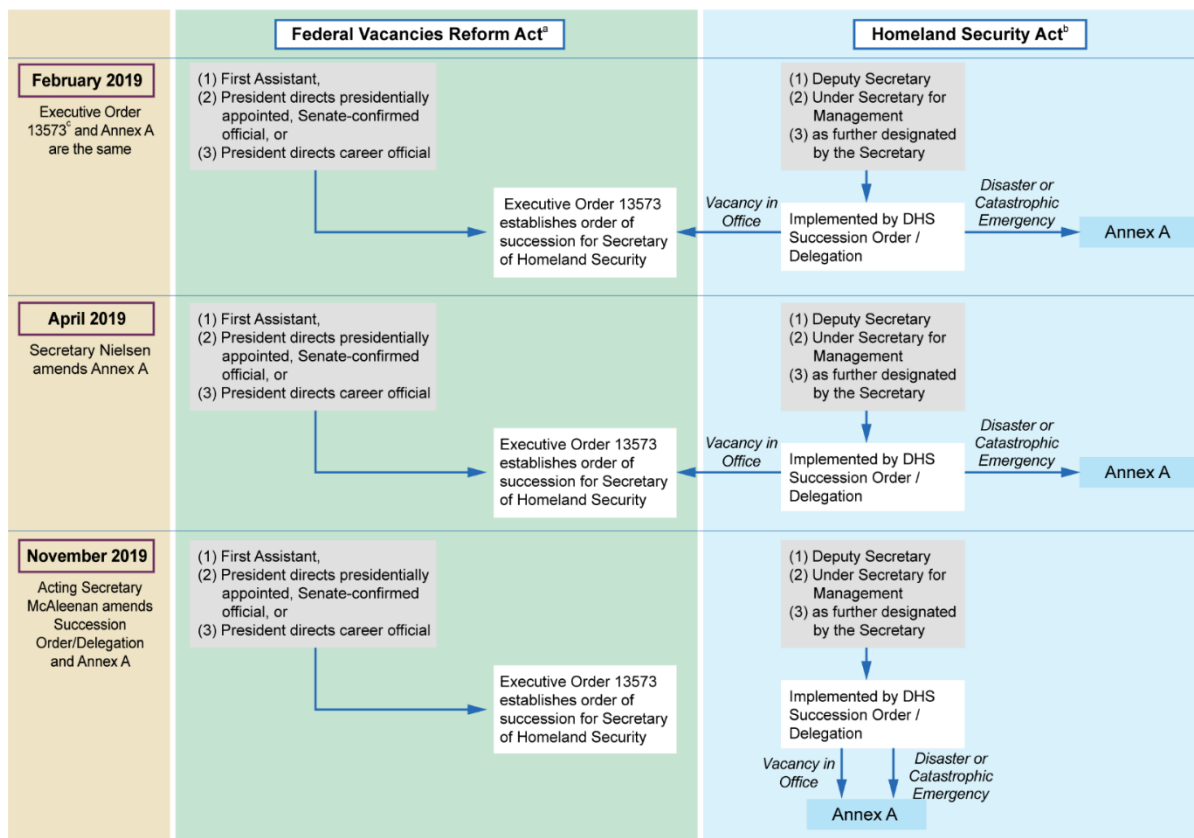 Federal Vacancies Reform Actᵃ
Homeland Security Actᵇ
February 2019
Executive Order
13573ᶜ and Annex A
are the same
(1) First Assistant,
(2) President directs presidentially
appointed, Senate-confirmed
official, or
(3) President directs career official
Executive Order 13573
establishes order of
succession for Secretary
of Homeland Security
(1) Deputy Secretary
(2) Under Secretary for
Management
(3) as further designated
by the Secretary
Vacancy in
Office
Implemented by DHS
Succession Order /
Delegation
Disaster or
Catastrophic
Emergency
Annex A
April 2019
Secretary Nielsen
amends Annex A
(1) First Assistant,
(2) President directs presidentially
appointed, Senate-confirmed
official, or
(3) President directs career official
Executive Order 13573
establishes order of
succession for Secretary
of Homeland Security
(1) Deputy Secretary
(2) Under Secretary for
Management
(3) as further designated
by the Secretary
Vacancy in
Office
Implemented by DHS
Succession Order /
Delegation
Disaster or
Catastrophic
Emergency
Annex A
November 2019
Acting Secretary
McAleenan amends
Succession
Order/Delegation
and Annex A
(1) First Assistant,
(2) President directs presidentially
appointed, Senate-confirmed
official, or
(3) President directs career official
Executive Order 13573
establishes order of
succession for Secretary
of Homeland Security
(1) Deputy Secretary
(2) Under Secretary for
Management
(3) as further designated
by the Secretary
Implemented by DHS
Succession Order /
Delegation
Vacancy in
Office
Disaster or
Catastrophic
Emergency
Annex A